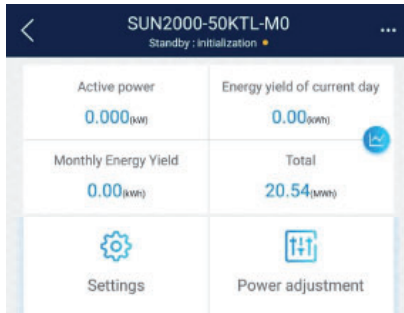 SUN2000-50KTL-M0
Standby : initialization
Active power
Energy yield of current day
0.000(kW)
0.00(kWh)
Monthly Energy Yield
Total
0.00(kWh)
20.54(MWh)
Settings
Power adjustment